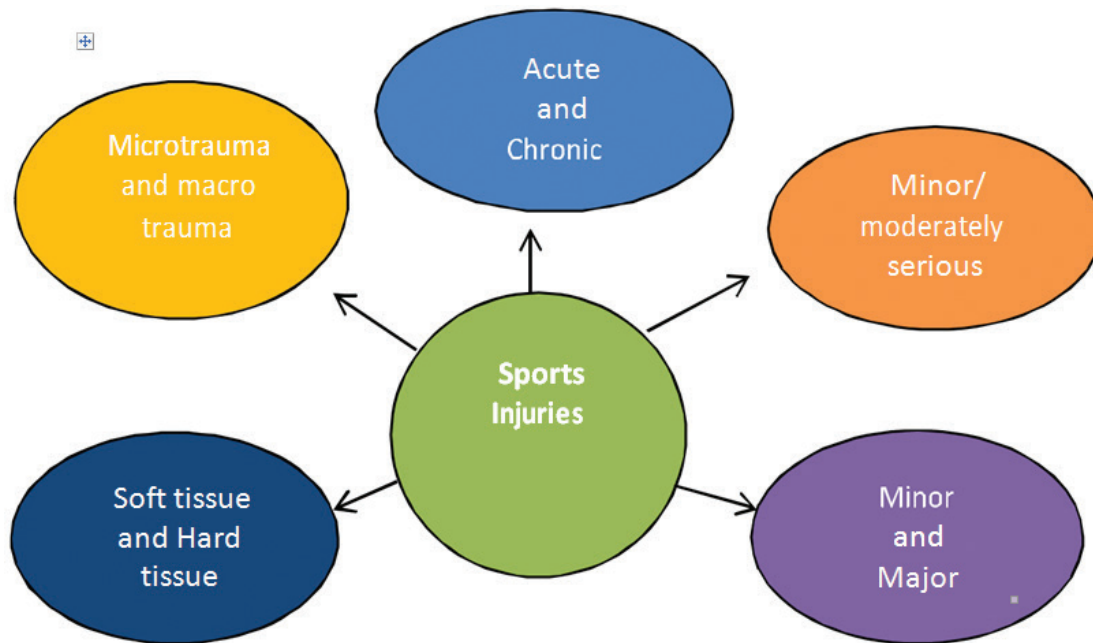 Acute
and
Chronic
Microtrauma
and macro
trauma
Minor/
moderately
serious
Sports
Injuries
Soft tissue
and Hard
tissue
Minor
and
Major